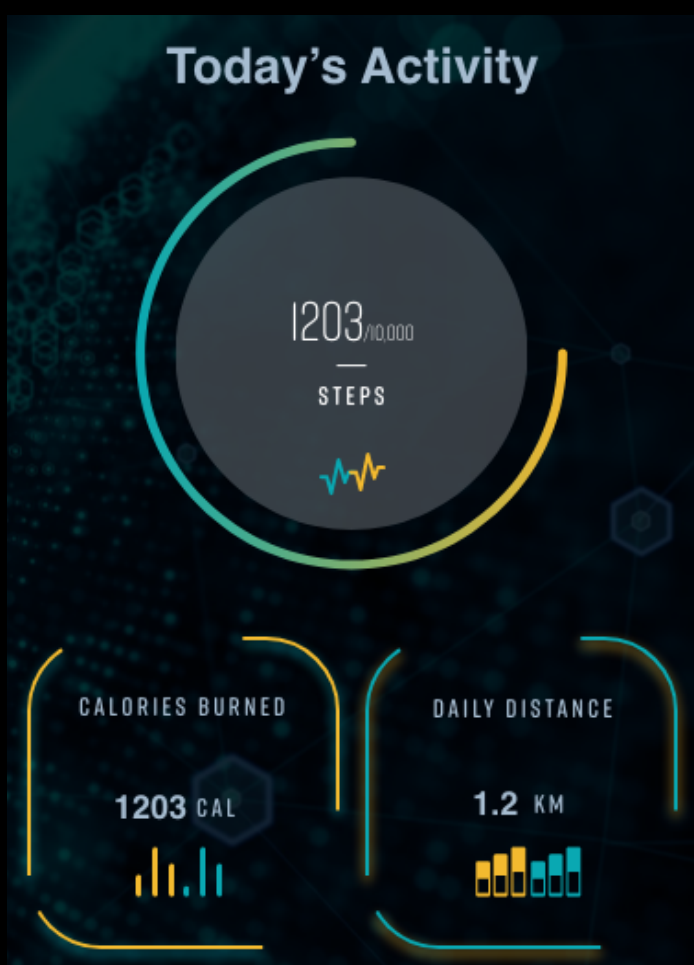 Today’s Activity
1203/10,000
STEPS
CALORIES BURNED
1203 CAL
DAILY DISTANCE
1.2 KM